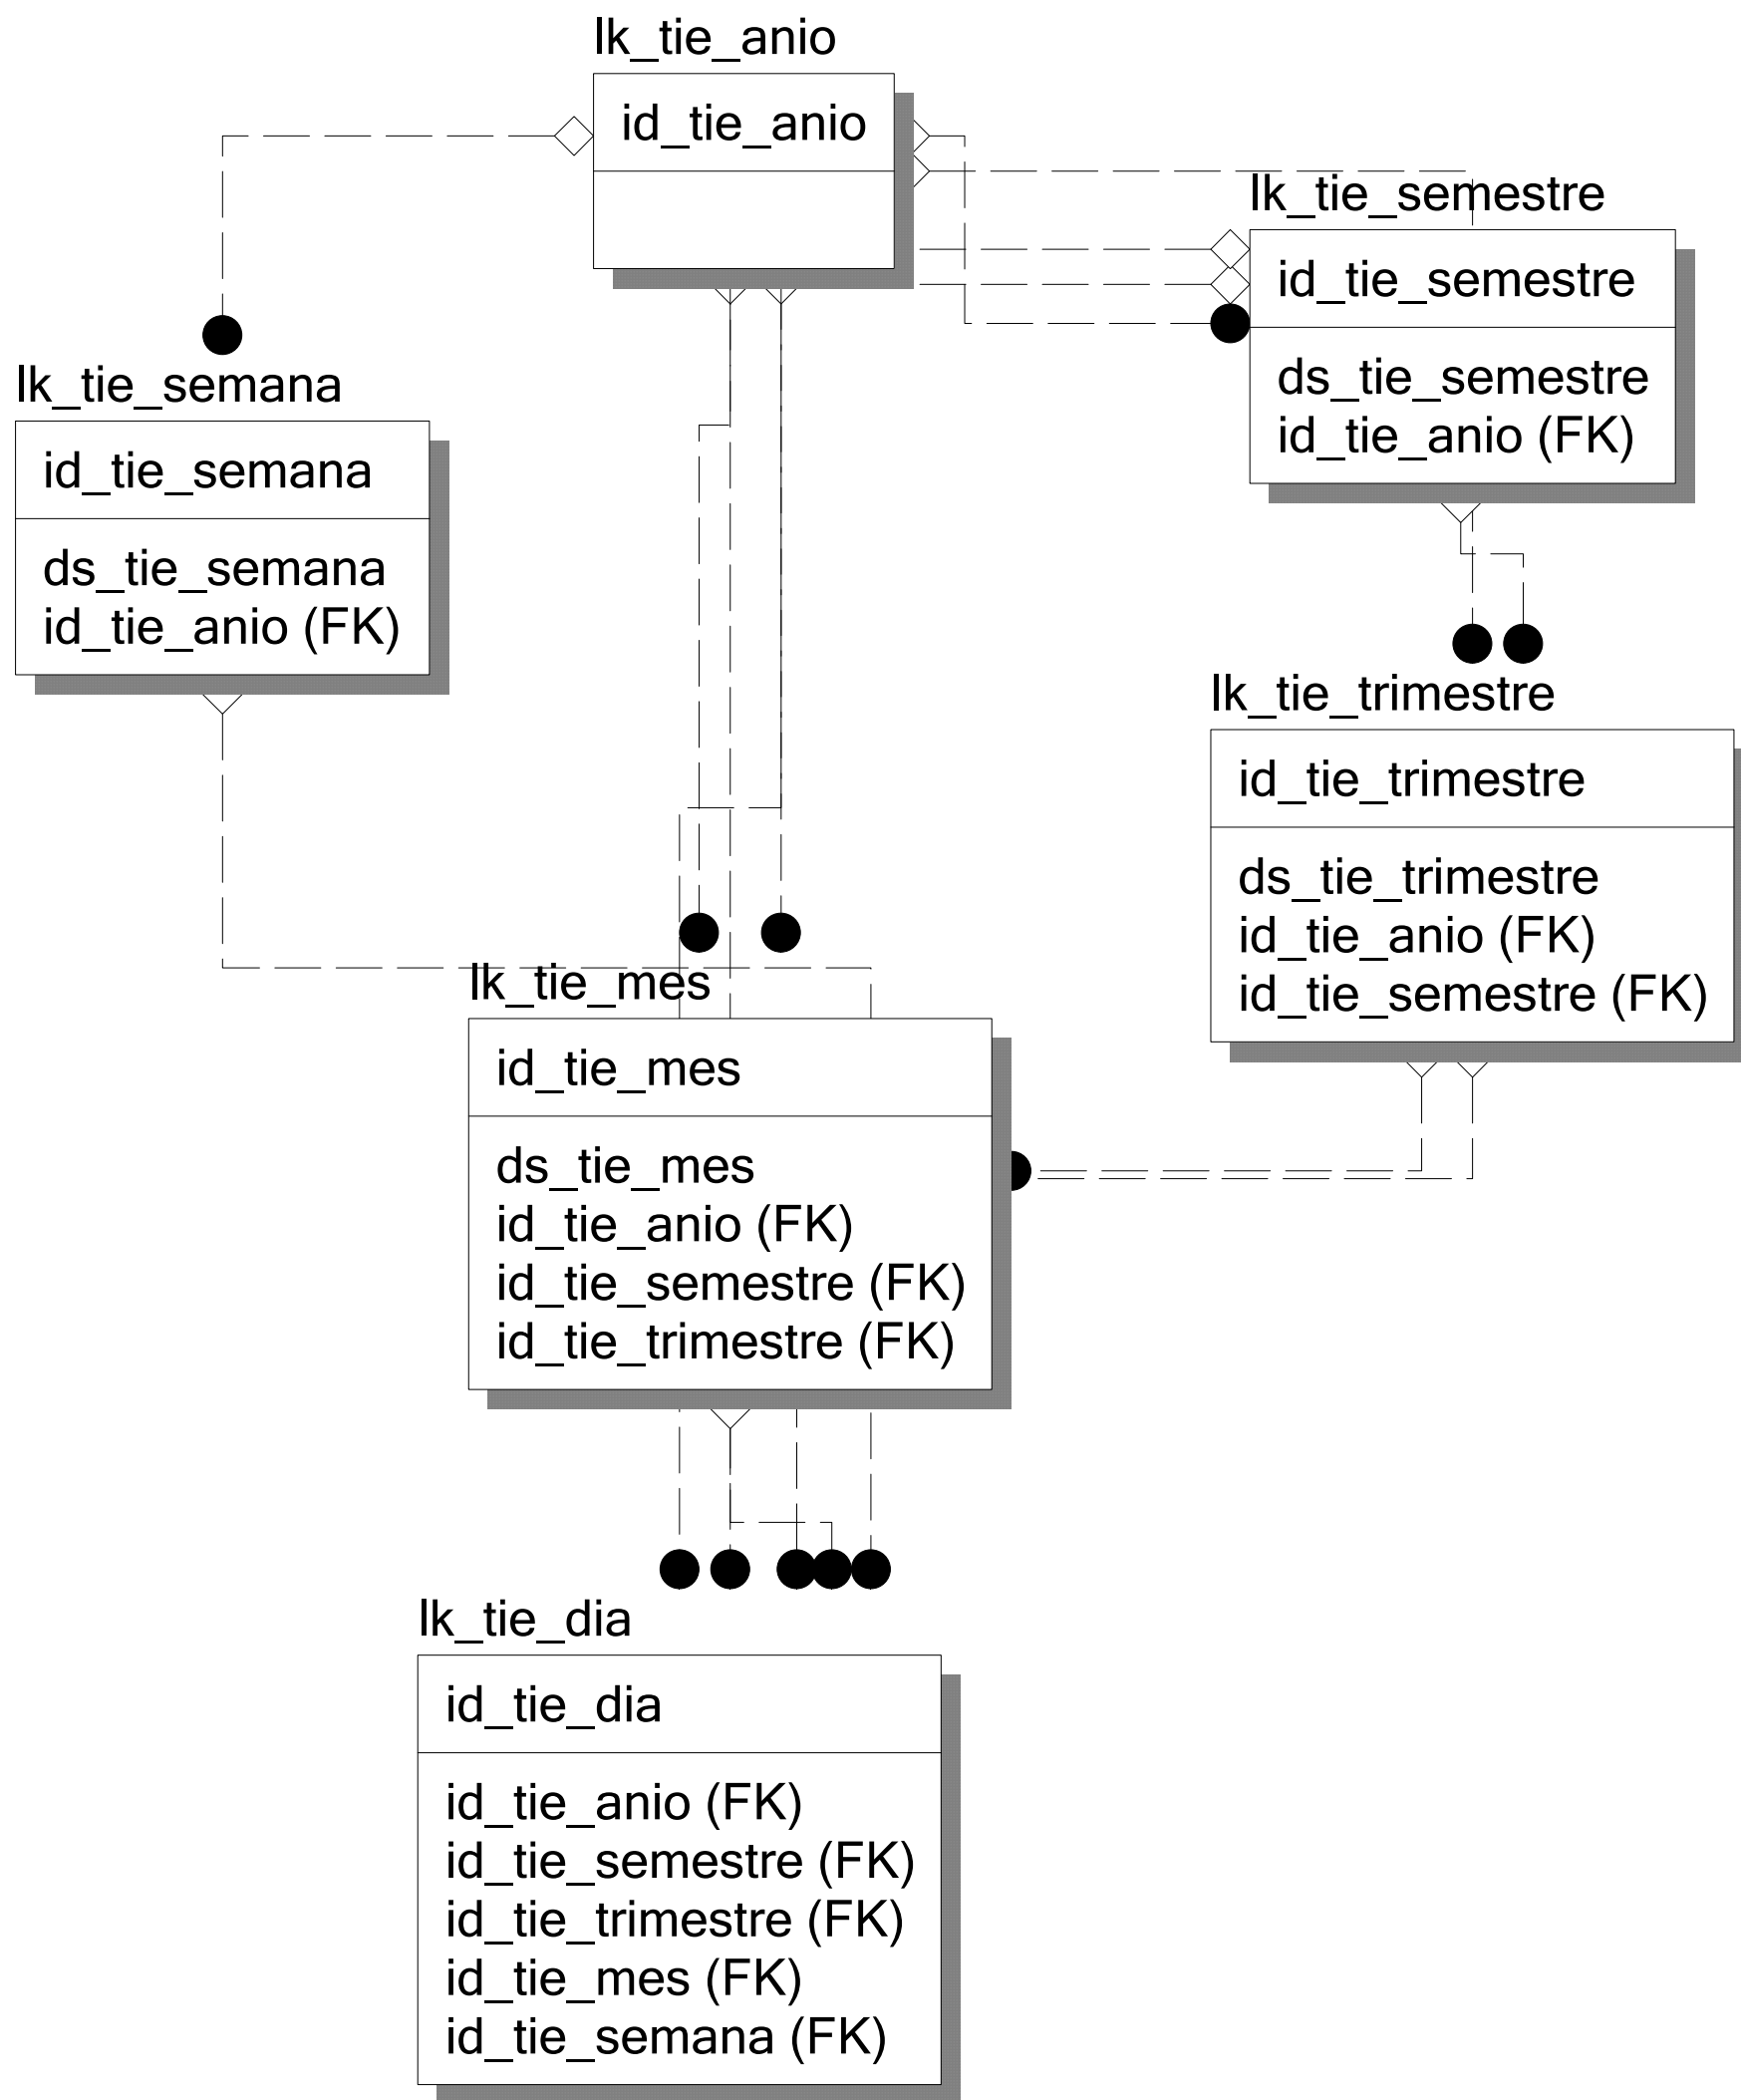 lk_tie_anio
id_tie_anio
lk_tie_semestre
id_tie_semestre
ds_tie_semestre
id_tie_anio (FK)
lk_tie_semana
id_tie_semana
ds_tie_semana
id_tie_anio (FK)
lk_tie_trimestre
id_tie_trimestre
ds_tie_trimestre
id_tie_anio (FK)
id_tie_semestre (FK)
lk_tie_mes
id_tie_mes
ds_tie_mes
id_tie_anio (FK)
id_tie_semestre (FK)
id_tie_trimestre (FK)
lk_tie_dia
id_tie_dia
id_tie_anio (FK)
id_tie_semestre (FK)
id_tie_trimestre (FK)
id_tie_mes (FK)
id_tie_semana (FK)